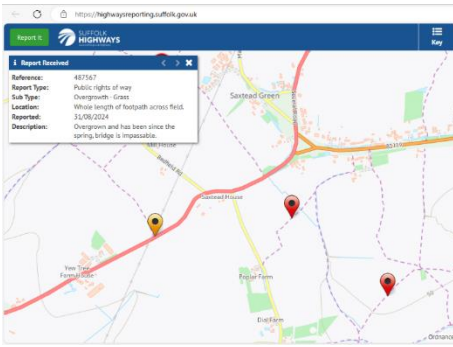 https://highwaysreporting.suffolk.gov.uk
Report It
SUFFOLK
HIGHWAYS
Key
i Report Received
Reference: 487567
Report Type: Public rights of way
Sub Type: Overgrowth - Grass
Location: Whole length of footpath across field.
Reported: 31/08/2024
Description: Overgrown and has been since the
spring, bridge is impassable.
Saxtead Green
Mill House
Saxtead House
Yew Tree
Farm House
Poplar Farm
Dial Farm
Ordnance